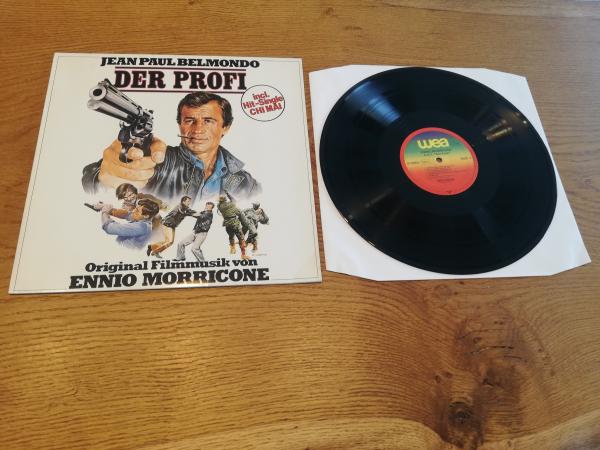 JEAN PAUL BELMONDO
DER PROFI
incl.
Hit-Single
CHI MAI
Original Filmmusik von
ENNIO MORRICONE
wea